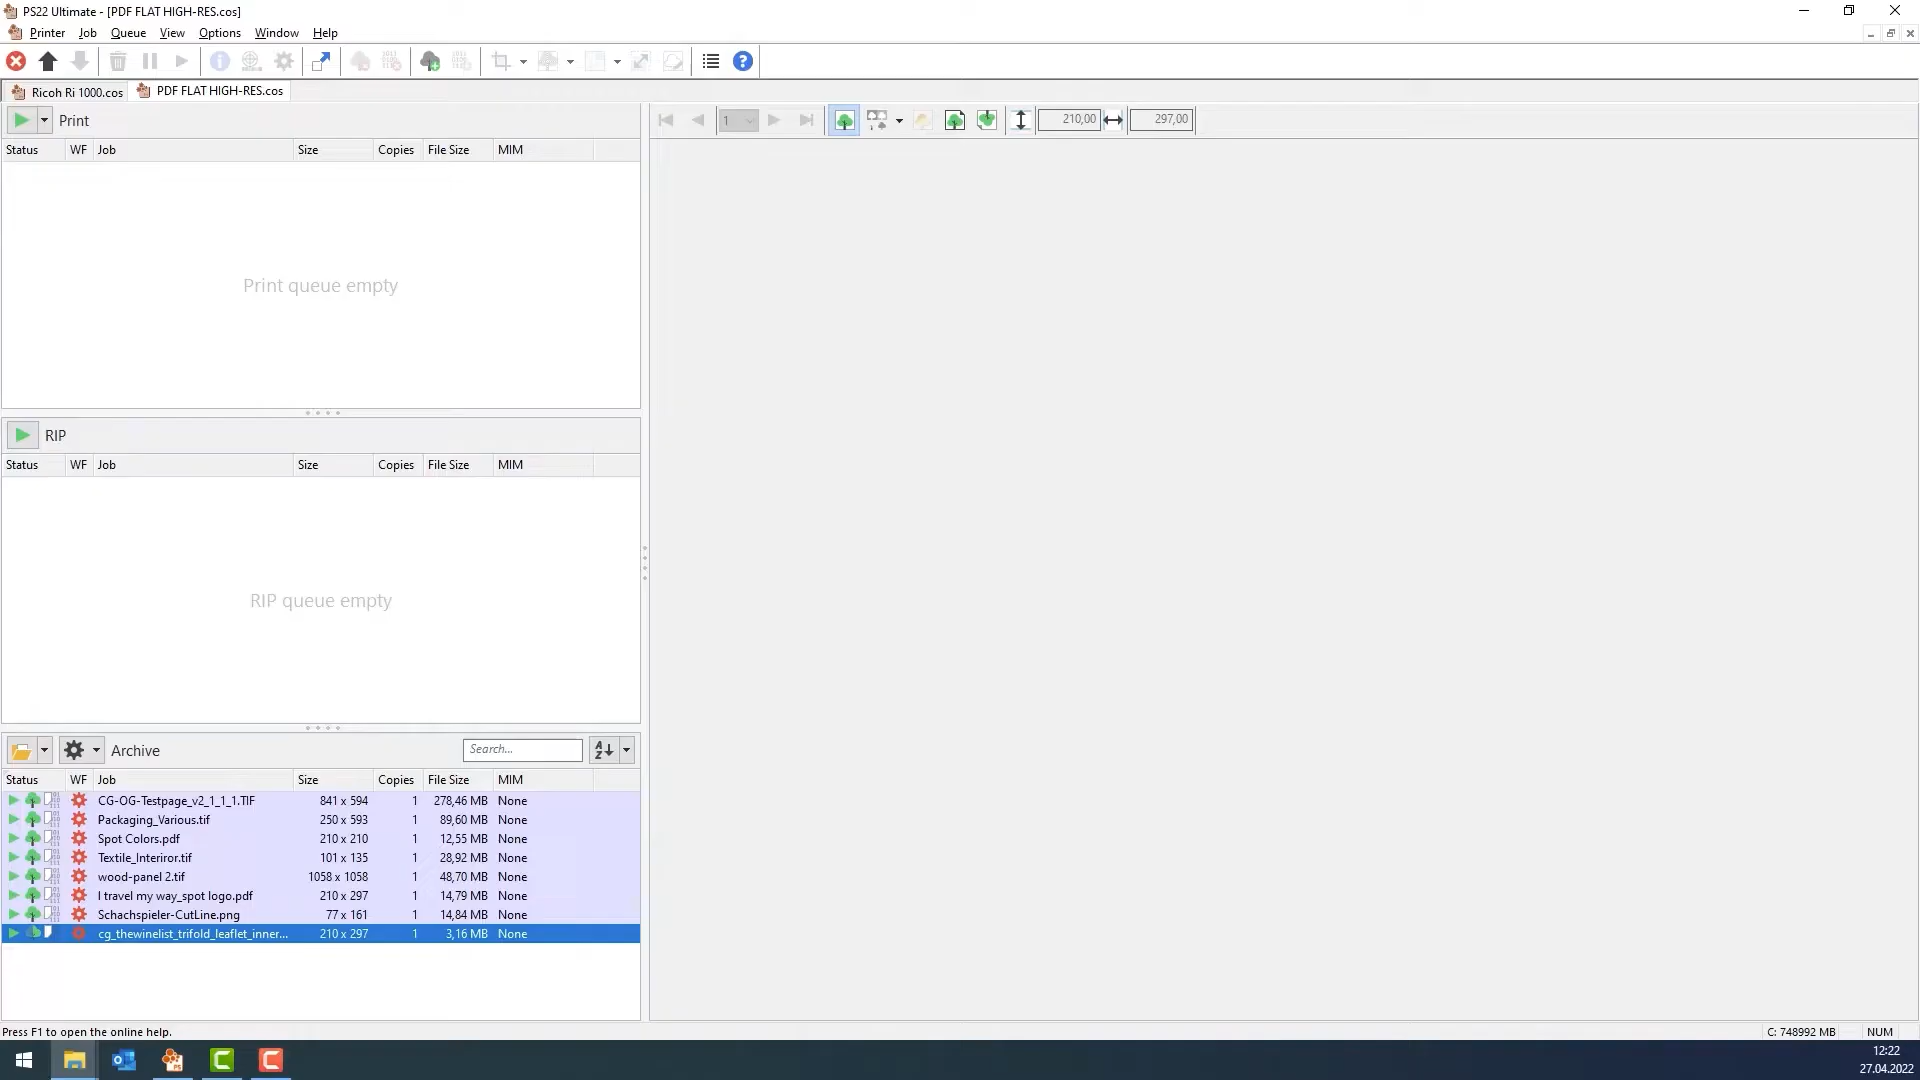 PS22 Ultimate - [PDF FLAT HIGH-RES.cos]
Printer Job Queue View Options Window Help
Ricoh Ri 1000.cos PDF FLAT HIGH-RES.cos
Print
1 210,00 297,00
Status WF Job Size Copies File Size MIM
Print queue empty
RIP
Status WF Job Size Copies File Size MIM
RIP queue empty
Archive Search...
Status WF Job Size Copies File Size MIM
CG-OG-Testpage_v2_1_1_1.TIF 841 x 594 1 278,46 MB None
Packaging_Various.tif 250 x 593 1 89,60 MB None
Spot Colors.pdf 210 x 210 1 12,55 MB None
Textile_Interiror.tif 101 x 135 1 28,92 MB None
wood-panel 2.tif 1058 x 1058 1 48,70 MB None
I travel my way_spot logo.pdf 210 x 297 1 14,79 MB None
Schachspieler-CutLine.png 77 x 161 1 14,84 MB None
cg_thewinelist_trifold_leaflet_inner... 210 x 297 1 3,16 MB None
Press F1 to open the online help.
C: 748992 MB NUM
12:22
27.04.2022